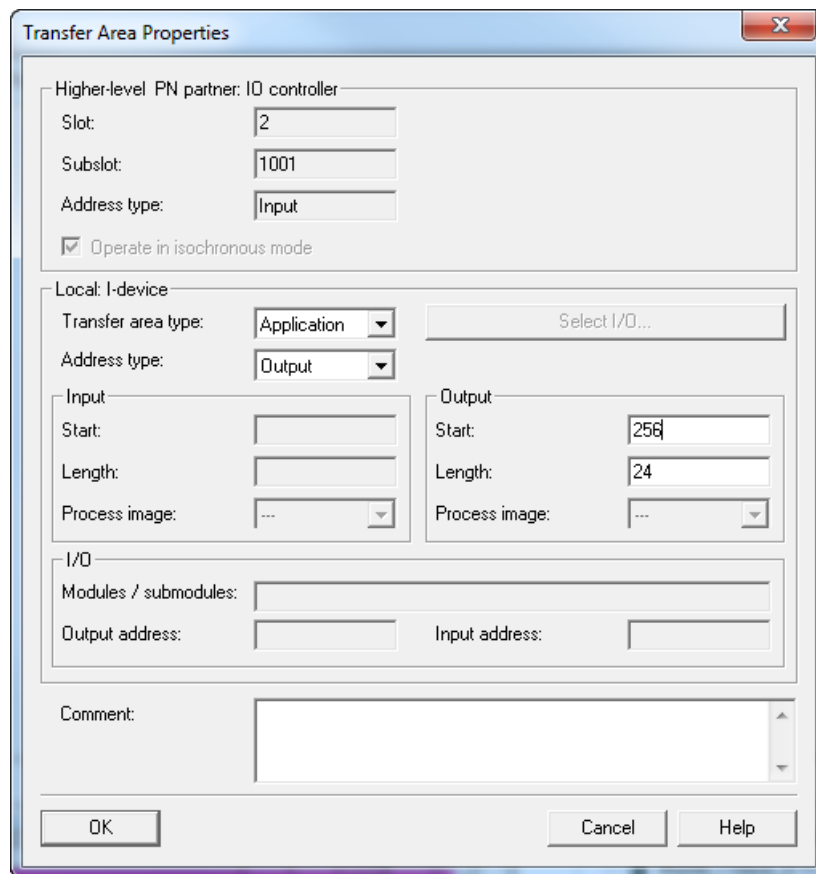 Transfer Area Properties
Higher-level PN partner: IO controller
Slot: 2
Subslot: 1001
Address type: Input
Operate in isochronous mode
Local: I-device
Transfer area type: Application Select I/O...
Address type: Output
Input Output
Start: Start: 256
Length: Length: 24
Process image: --- Process image: ---
I/O
Modules / submodules:
Output address: Input address:
Comment:
OK Cancel Help